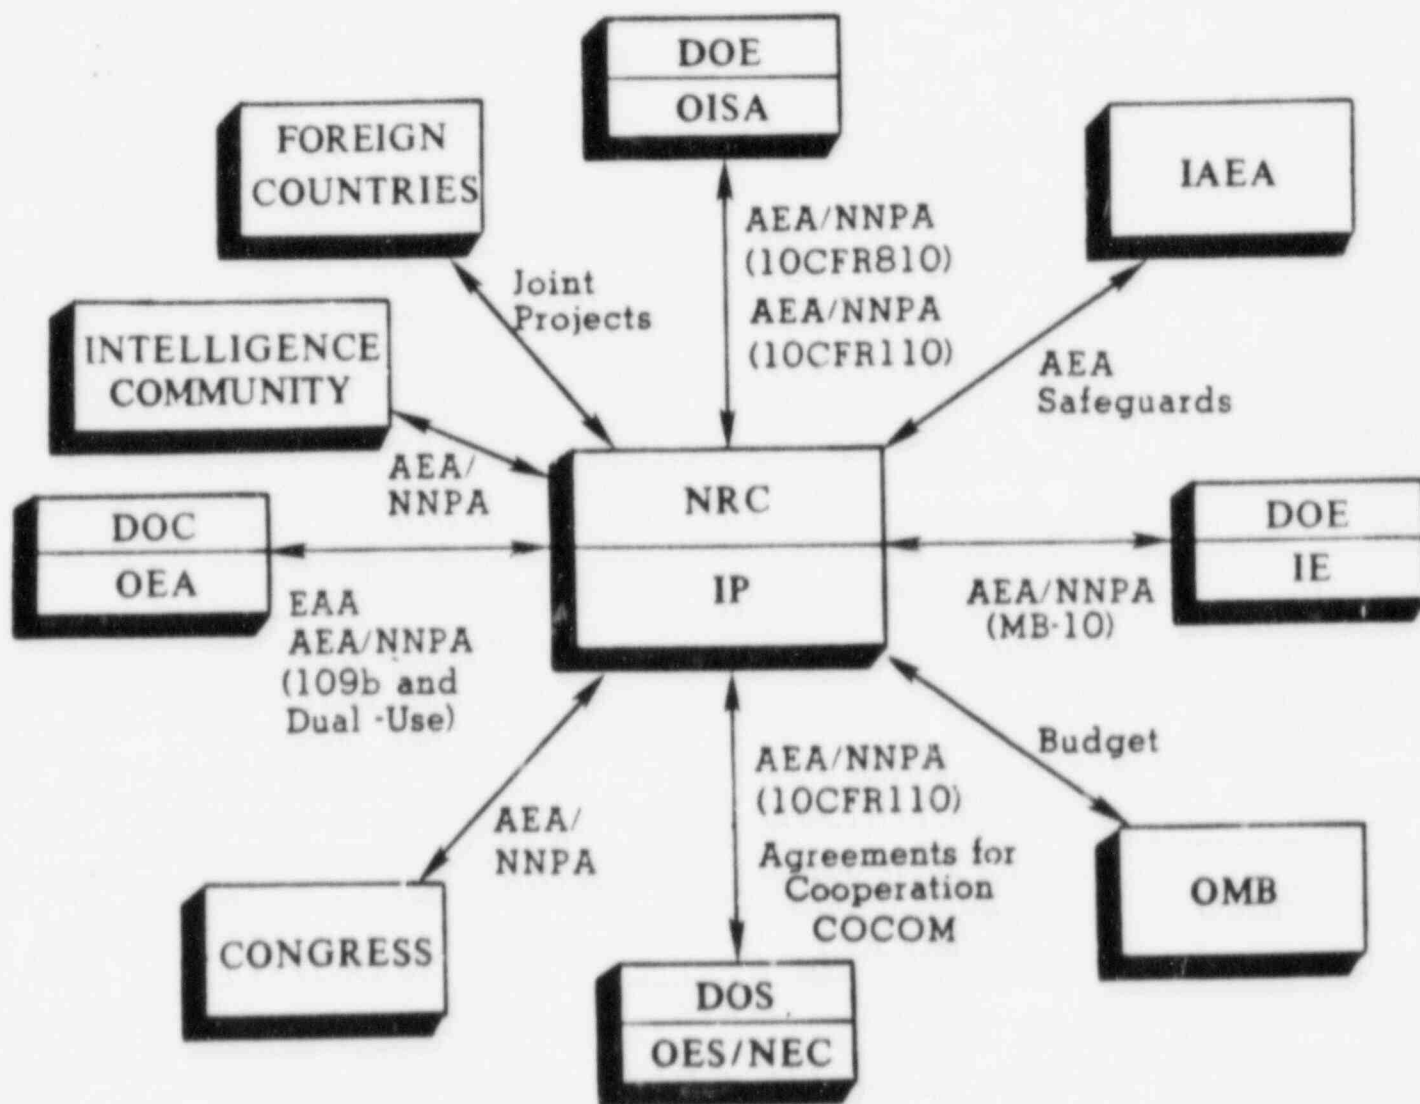 DOE
OISA
FOREIGN
COUNTRIES
IAEA
AEA/NNPA
(10CFR810)
AEA/NNPA
(10CFR110)
Joint
Projects
INTELLIGENCE
COMMUNITY
AEA
Safeguards
AEA/
NNPA
NRC
IP
DOC
OEA
DOE
IE
EAA
AEA/NNPA
(109b and
Dual -Use)
AEA/NNPA
(MB-10)
Budget
AEA/NNPA
(10CFR110)
Agreements for
Cooperation
COCOM
AEA/
NNPA
OMB
CONGRESS
DOS
OES/NEC